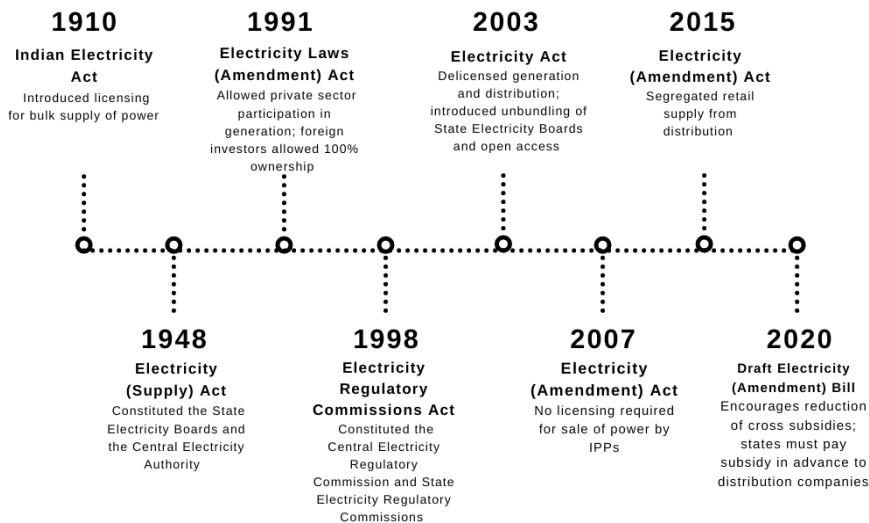 1910
Indian Electricity
Act
Introduced licensing
for bulk supply of power
1991
Electricity Laws
(Amendment) Act
Allowed private sector
participation in
generation; foreign
investors allowed 100%
ownership
2003
Electricity Act
Delicensed generation
and distribution;
introduced unbundling of
State Electricity Boards
and open access
2015
Electricity
(Amendment) Act
Segregated retail
supply from
distribution
1948
Electricity
(Supply) Act
Constituted the State
Electricity Boards and
the Central Electricity
Authority
1998
Electricity
Regulatory
Commissions Act
Constituted the
Central Electricity
Regulatory
Commission and State
Electricity Regulatory
Commissions
2007
Electricity
(Amendment) Act
No licensing required
for sale of power by
IPPs
2020
Draft Electricity
(Amendment) Bill
Encourages reduction
of cross subsidies;
states must pay
subsidy in advance to
distribution companies